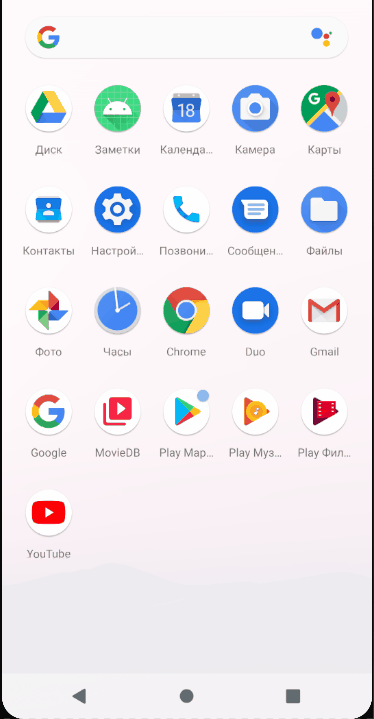 G
Диск
Заметки
18
Календа...
Камера
G
Карты
Контакты
Настрой...
Позвони...
Сообщен...
Файлы
Фото
Часы
Chrome
Duo
Gmail
G
Google
MovieDB
Play Мар...
Play Муз...
Play Фил...
YouTube